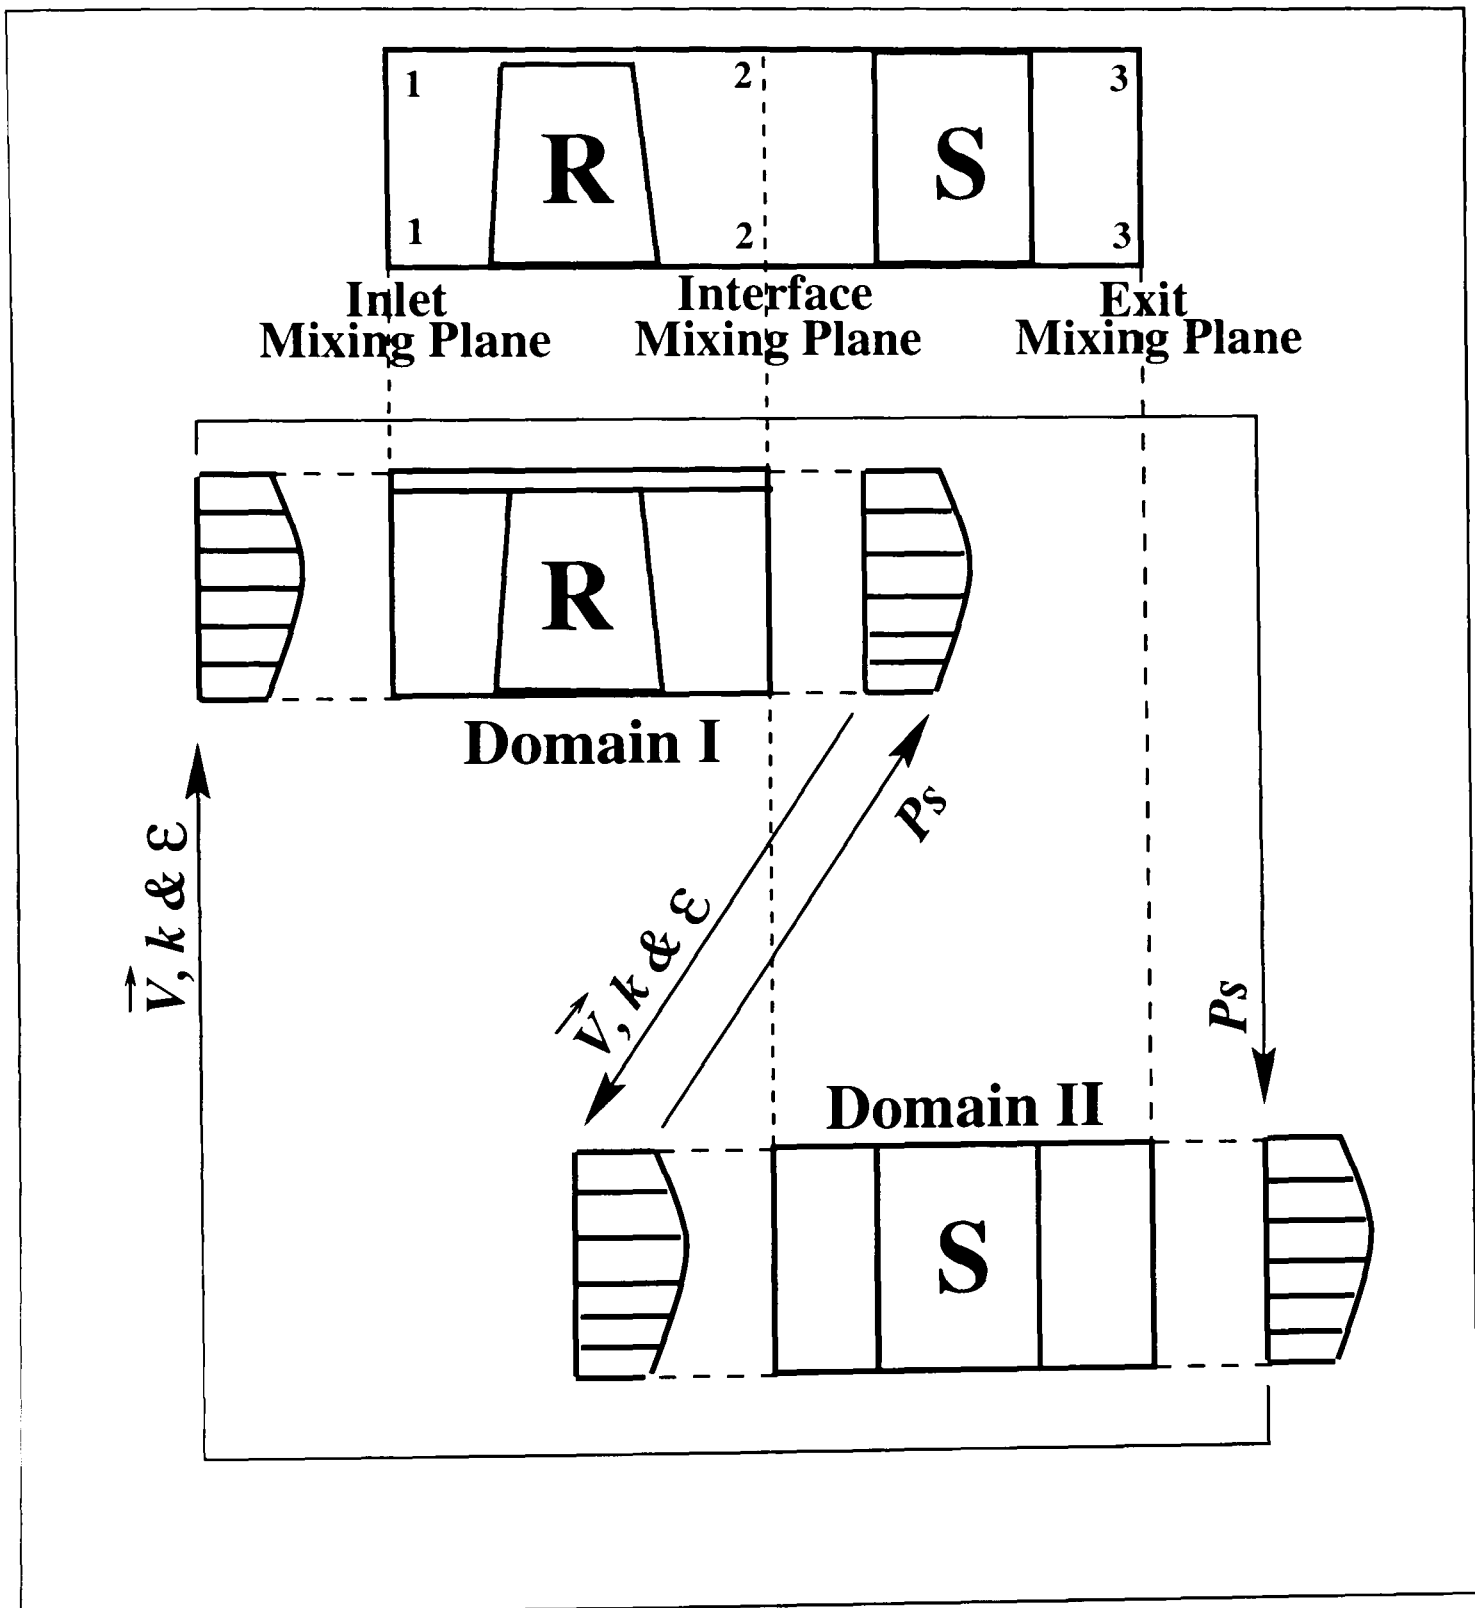 1 2 3
R S
1 2 3
Inlet Mixing Plane
Interface Mixing Plane
Exit Mixing Plane
R
Domain I
V⃗, k & ε
V⃗, k & ε
Ps
Ps
Domain II
S